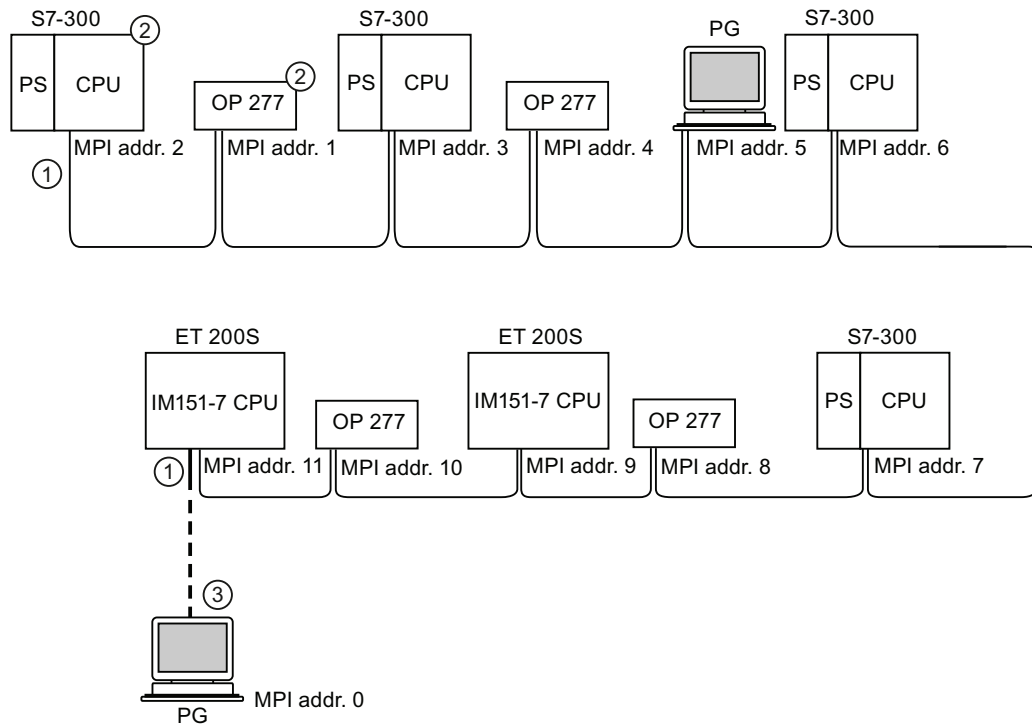 S7-300
PS
CPU
2
MPI addr. 2
1
OP 277
2
MPI addr. 1
S7-300
PS
CPU
MPI addr. 3
OP 277
MPI addr. 4
PG
MPI addr. 5
S7-300
PS
CPU
MPI addr. 6
ET 200S
IM151-7 CPU
1
MPI addr. 11
OP 277
MPI addr. 10
ET 200S
IM151-7 CPU
MPI addr. 9
OP 277
MPI addr. 8
S7-300
PS
CPU
MPI addr. 7
3
MPI addr. 0
PG